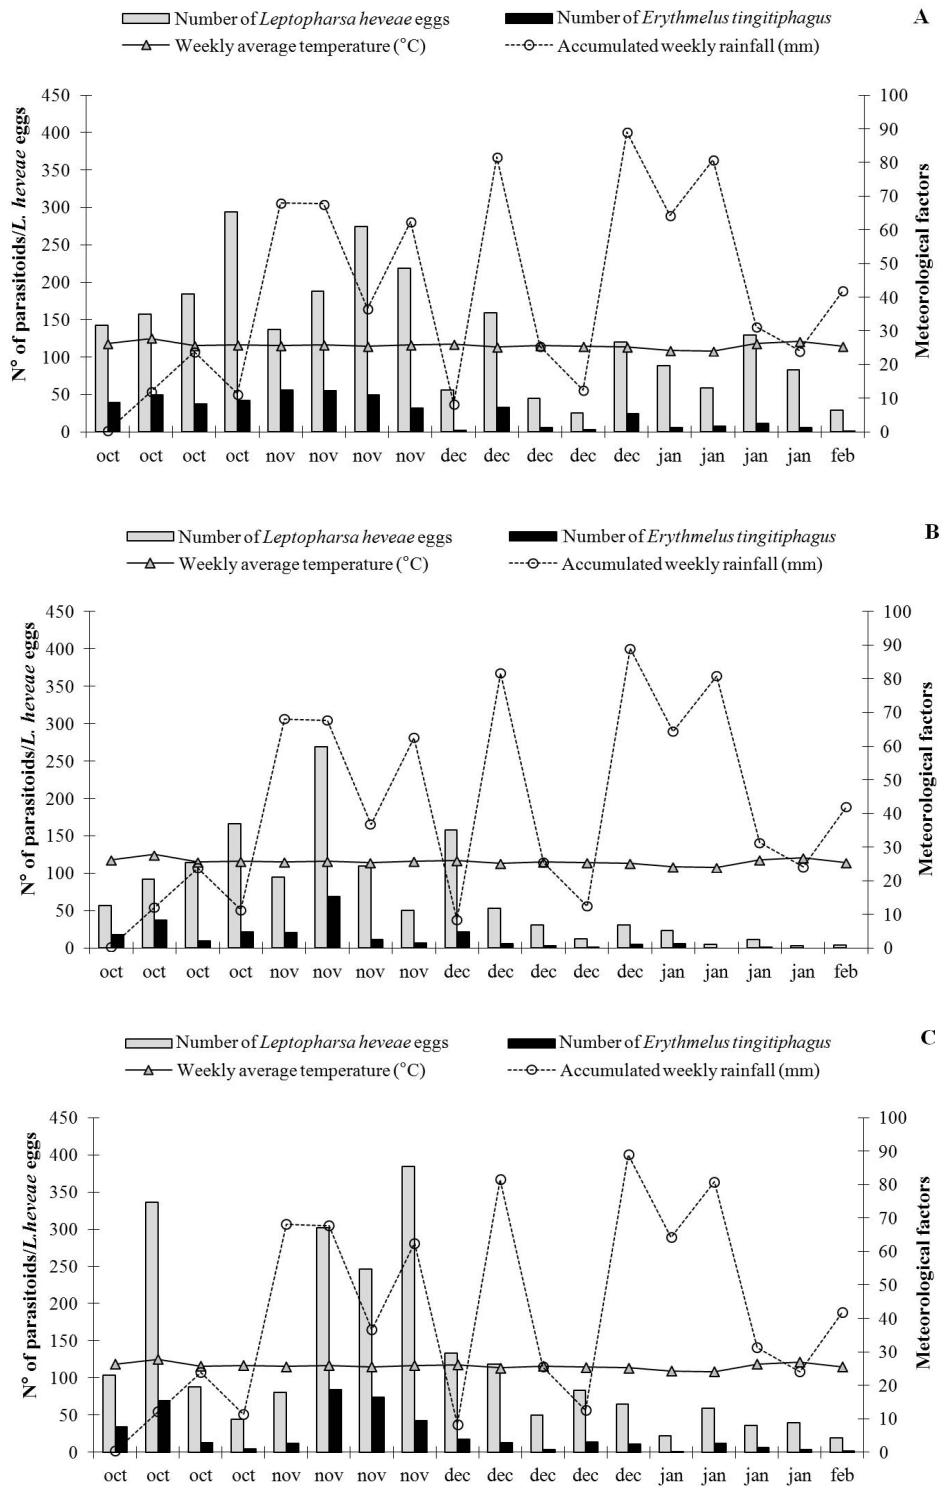 A
Number of Leptopharsa heveae eggs
Number of Erythmelus tingitiphagus
Weekly average temperature (°C)
Accumulated weekly rainfall (mm)
N° of parasitoids/L. heveae eggs
450
400
350
300
250
200
150
100
50
0
100
90
80
70
60
50
40
30
20
10
0
Meteorological factors
oct oct oct oct nov nov nov nov dec dec dec dec dec jan jan jan jan feb
B
Number of Leptopharsa heveae eggs
Number of Erythmelus tingitiphagus
Weekly average temperature (°C)
Accumulated weekly rainfall (mm)
N° of parasitoids/L. heveae eggs
450
400
350
300
250
200
150
100
50
0
100
90
80
70
60
50
40
30
20
10
0
Meteorological factors
oct oct oct oct nov nov nov nov dec dec dec dec dec jan jan jan jan feb
C
Number of Leptopharsa heveae eggs
Number of Erythmelus tingitiphagus
Weekly average temperature (°C)
Accumulated weekly rainfall (mm)
N° of parasitoids/L.heveae eggs
450
400
350
300
250
200
150
100
50
0
100
90
80
70
60
50
40
30
20
10
0
Meteorological factors
oct oct oct oct nov nov nov nov dec dec dec dec dec jan jan jan jan feb